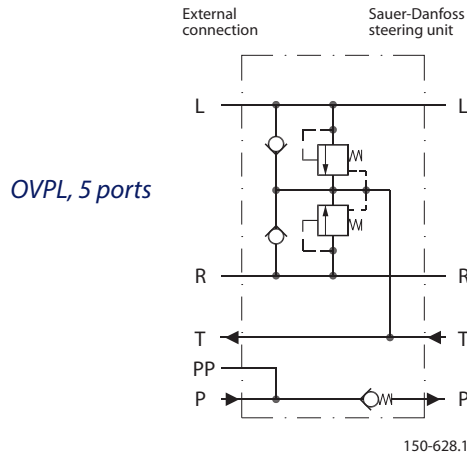 External
connection
Sauer-Danfoss
steering unit
L L
OVPL, 5 ports
R R
T T
PP
P P
150-628.1